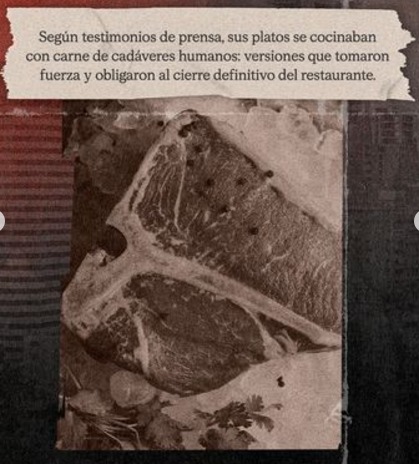 Según testimonios de prensa, sus platos se cocinaban
con carne de cadáveres humanos: versiones que tomaron
fuerza y obligaron al cierre definitivo del restaurante.